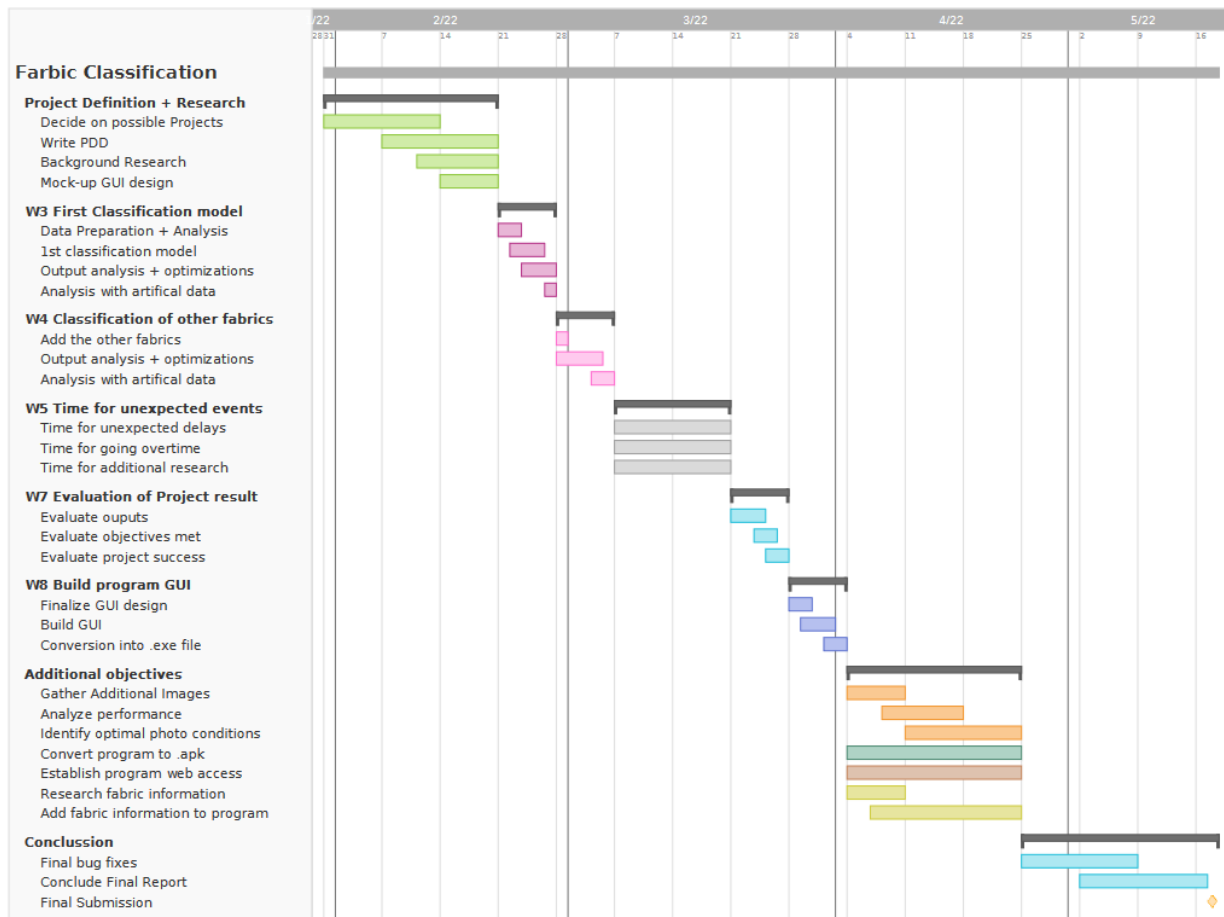 /22 2/22 3/22 4/22 5/22
28 31 7 14 21 28 7 14 21 28 4 11 18 25 2 9 16
Farbic Classification
Project Definition + Research
Decide on possible Projects
Write PDD
Background Research
Mock-up GUI design
W3 First Classification model
Data Preparation + Analysis
1st classification model
Output analysis + optimizations
Analysis with artifical data
W4 Classification of other fabrics
Add the other fabrics
Output analysis + optimizations
Analysis with artifical data
W5 Time for unexpected events
Time for unexpected delays
Time for going overtime
Time for additional research
W7 Evaluation of Project result
Evaluate ouputs
Evaluate objectives met
Evaluate project success
W8 Build program GUI
Finalize GUI design
Build GUI
Conversion into .exe file
Additional objectives
Gather Additional Images
Analyze performance
Identify optimal photo conditions
Convert program to .apk
Establish program web access
Research fabric information
Add fabric information to program
Conclussion
Final bug fixes
Conclude Final Report
Final Submission